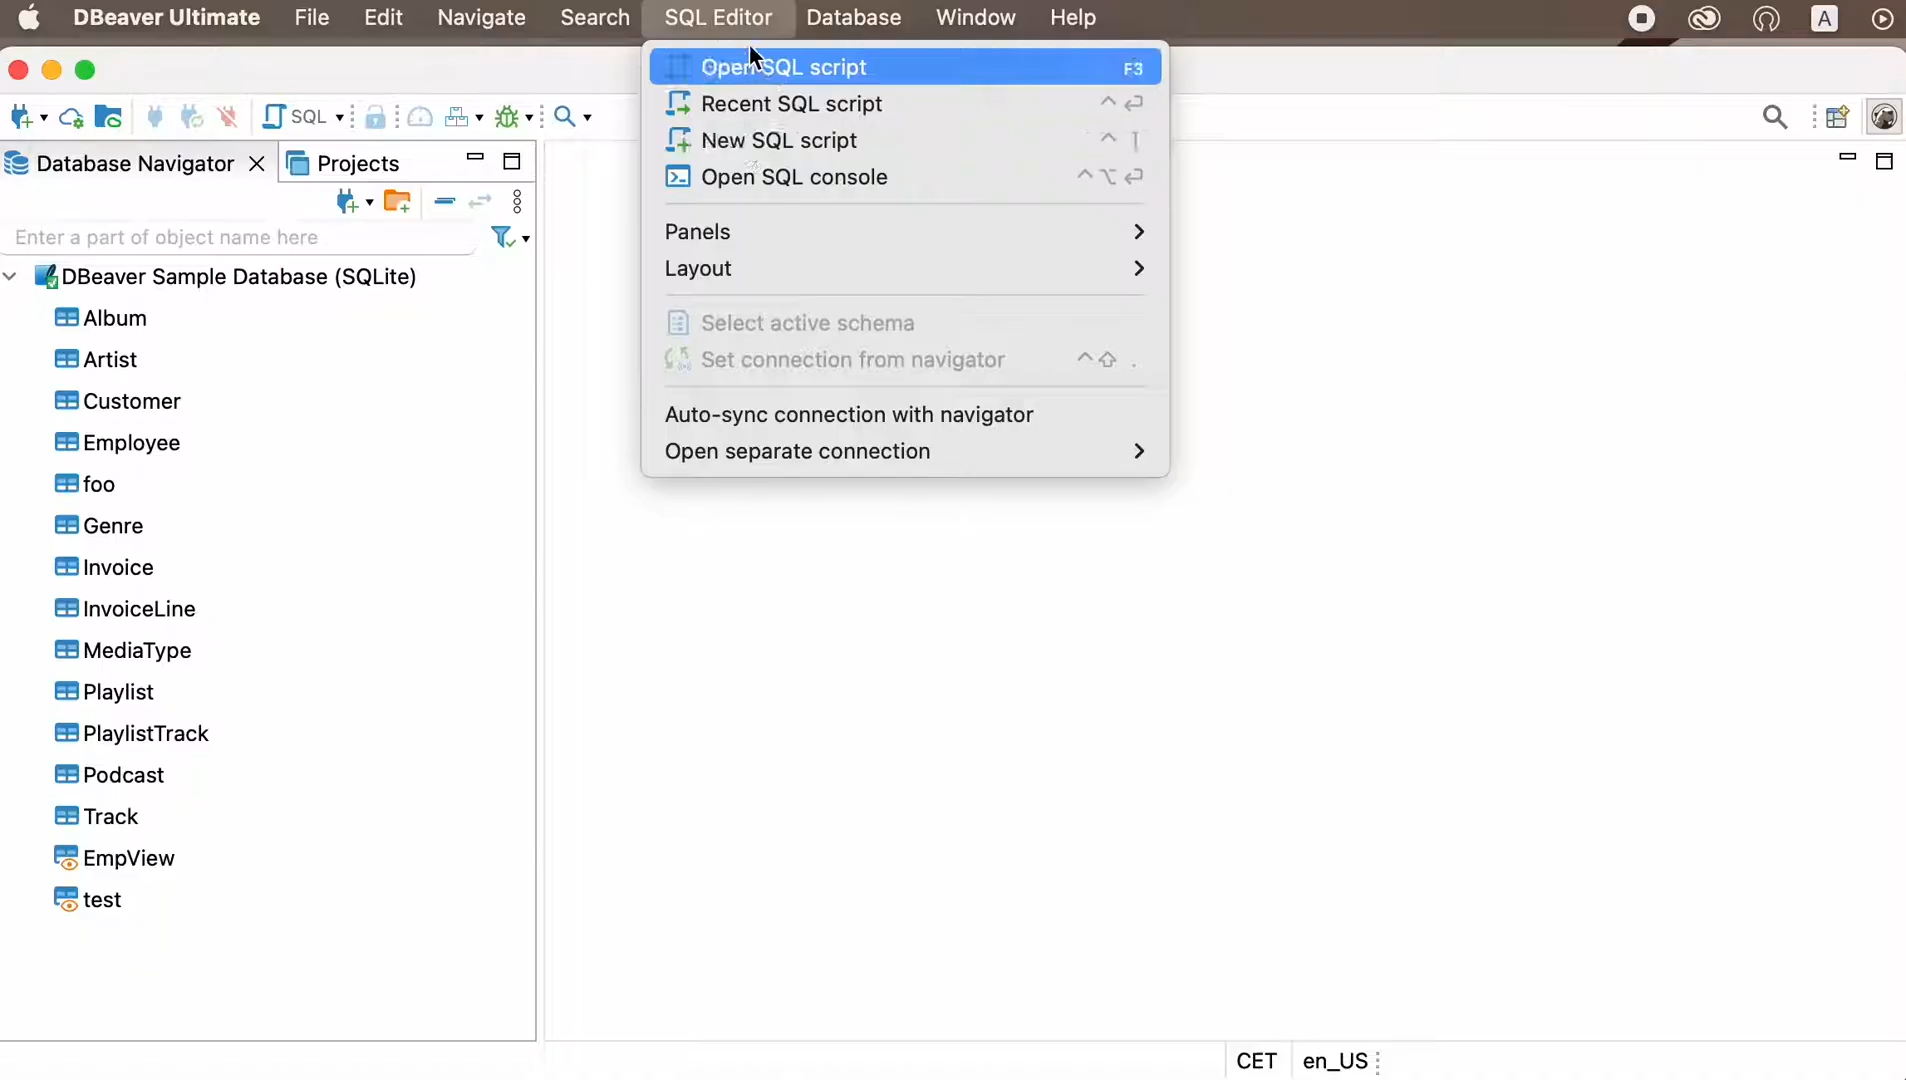 DBeaver Ultimate File Edit Navigate Search SQL Editor Database Window Help A
Open SQL script F3
Recent SQL script ^ ↩
New SQL script ^ ]
Open SQL console ^⌥↩
Panels
Layout
Select active schema
Set connection from navigator ^⇧ .
Auto-sync connection with navigator
Open separate connection
SQL
Database Navigator Projects
Enter a part of object name here
DBeaver Sample Database (SQLite)
Album
Artist
Customer
Employee
foo
Genre
Invoice
InvoiceLine
MediaType
Playlist
PlaylistTrack
Podcast
Track
EmpView
test
CET en_US